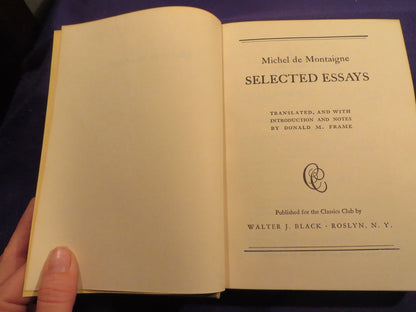 Michel de Montaigne
SELECTED ESSAYS
TRANSLATED, AND WITH
INTRODUCTION AND NOTES
BY DONALD M. FRAME
Published for the Classics Club by
WALTER J. BLACK · ROSLYN, N. Y.